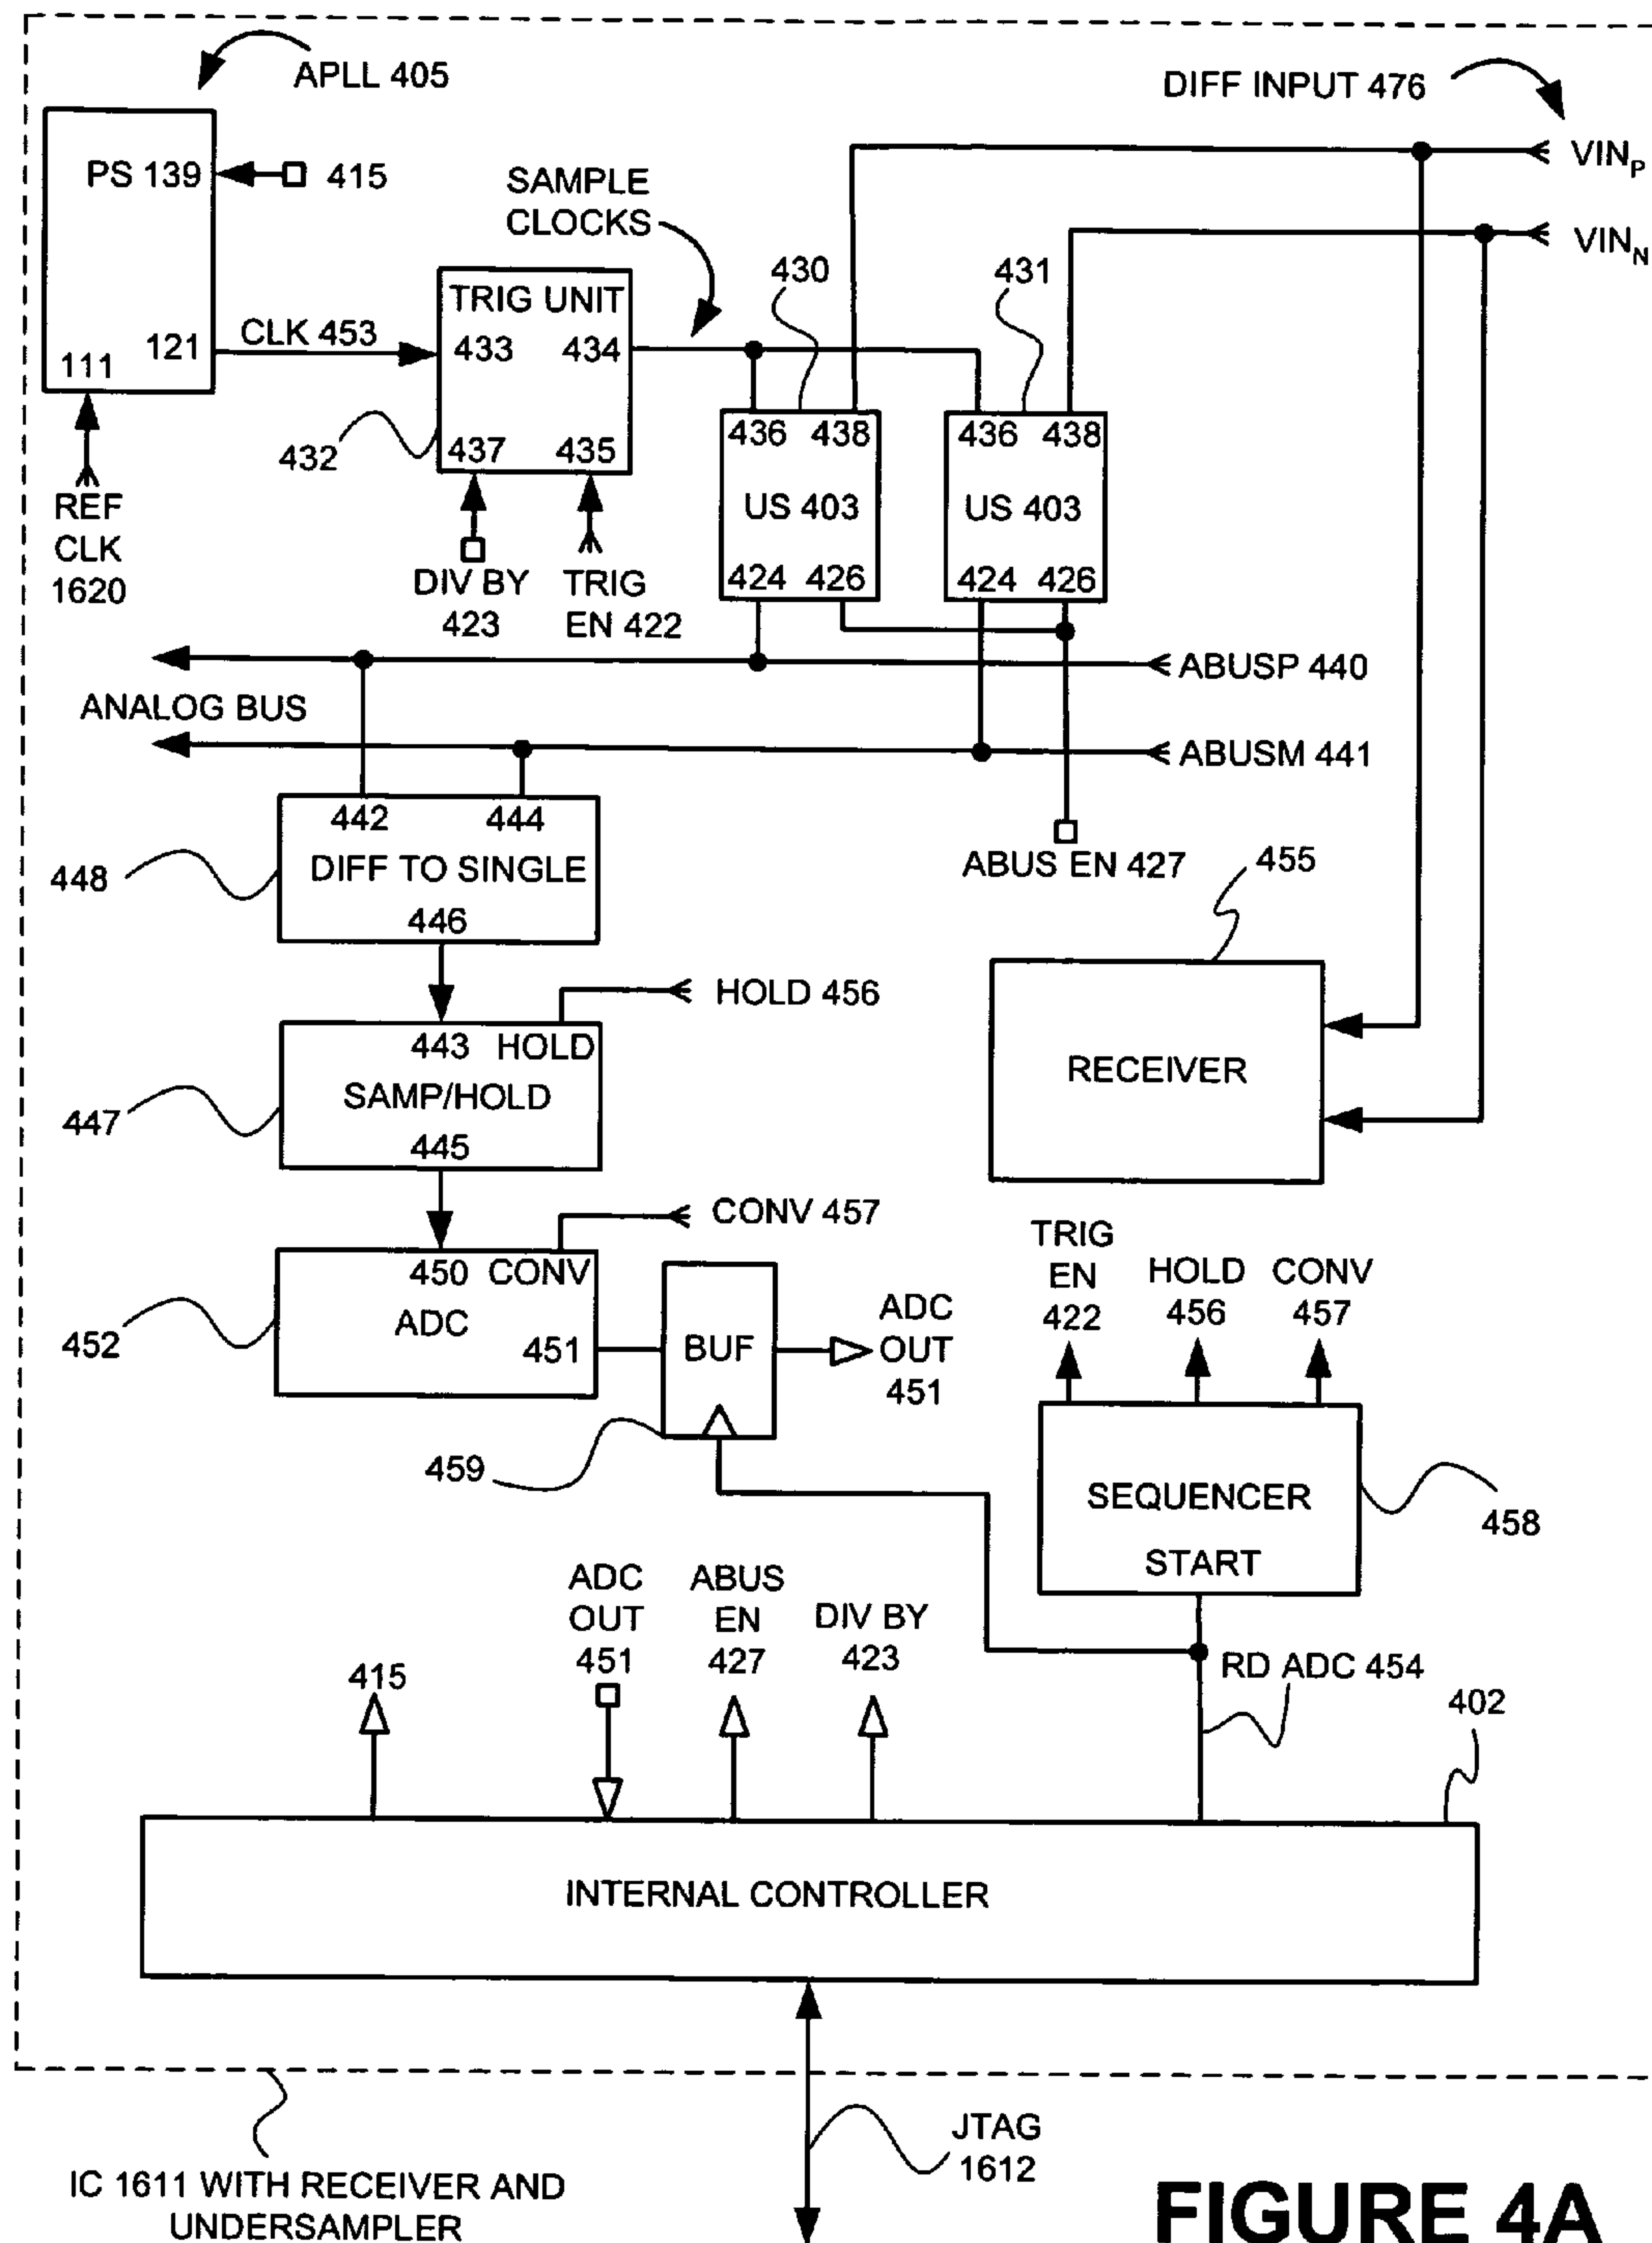 APLL 405
DIFF INPUT 476
PS 139
415
VIN_P
SAMPLE
CLOCKS
VIN_N
430
431
TRIG UNIT
121
CLK 453
433
434
111
436
438
436
438
432
437
435
REF
CLK
1620
US 403
US 403
DIV BY
423
TRIG
EN 422
424
426
424
426
ABUSP 440
ANALOG BUS
ABUSM 441
442
444
448
DIFF TO SINGLE
446
ABUS EN 427
455
HOLD 456
443
HOLD
447
SAMP/HOLD
445
RECEIVER
CONV 457
450
CONV
452
ADC
451
BUF
ADC
OUT
451
TRIG
EN
422
HOLD
456
CONV
457
459
SEQUENCER
START
458
415
ADC
OUT
451
ABUS
EN
427
DIV BY
423
RD ADC 454
402
INTERNAL CONTROLLER
JTAG
1612
IC 1611 WITH RECEIVER AND
UNDERSAMPLER
FIGURE 4A